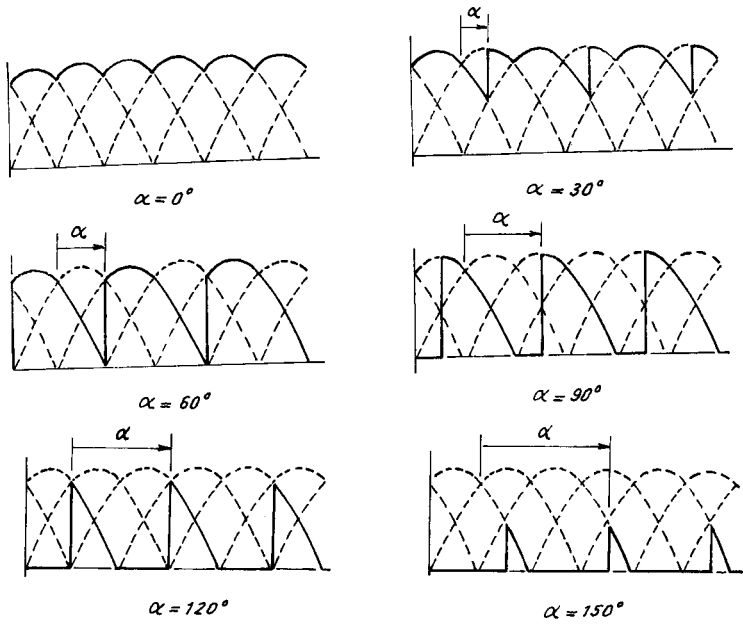 α
α = 0°
α = 30°
α
α
α = 60°
α = 90°
α
α
α = 120°
α = 150°